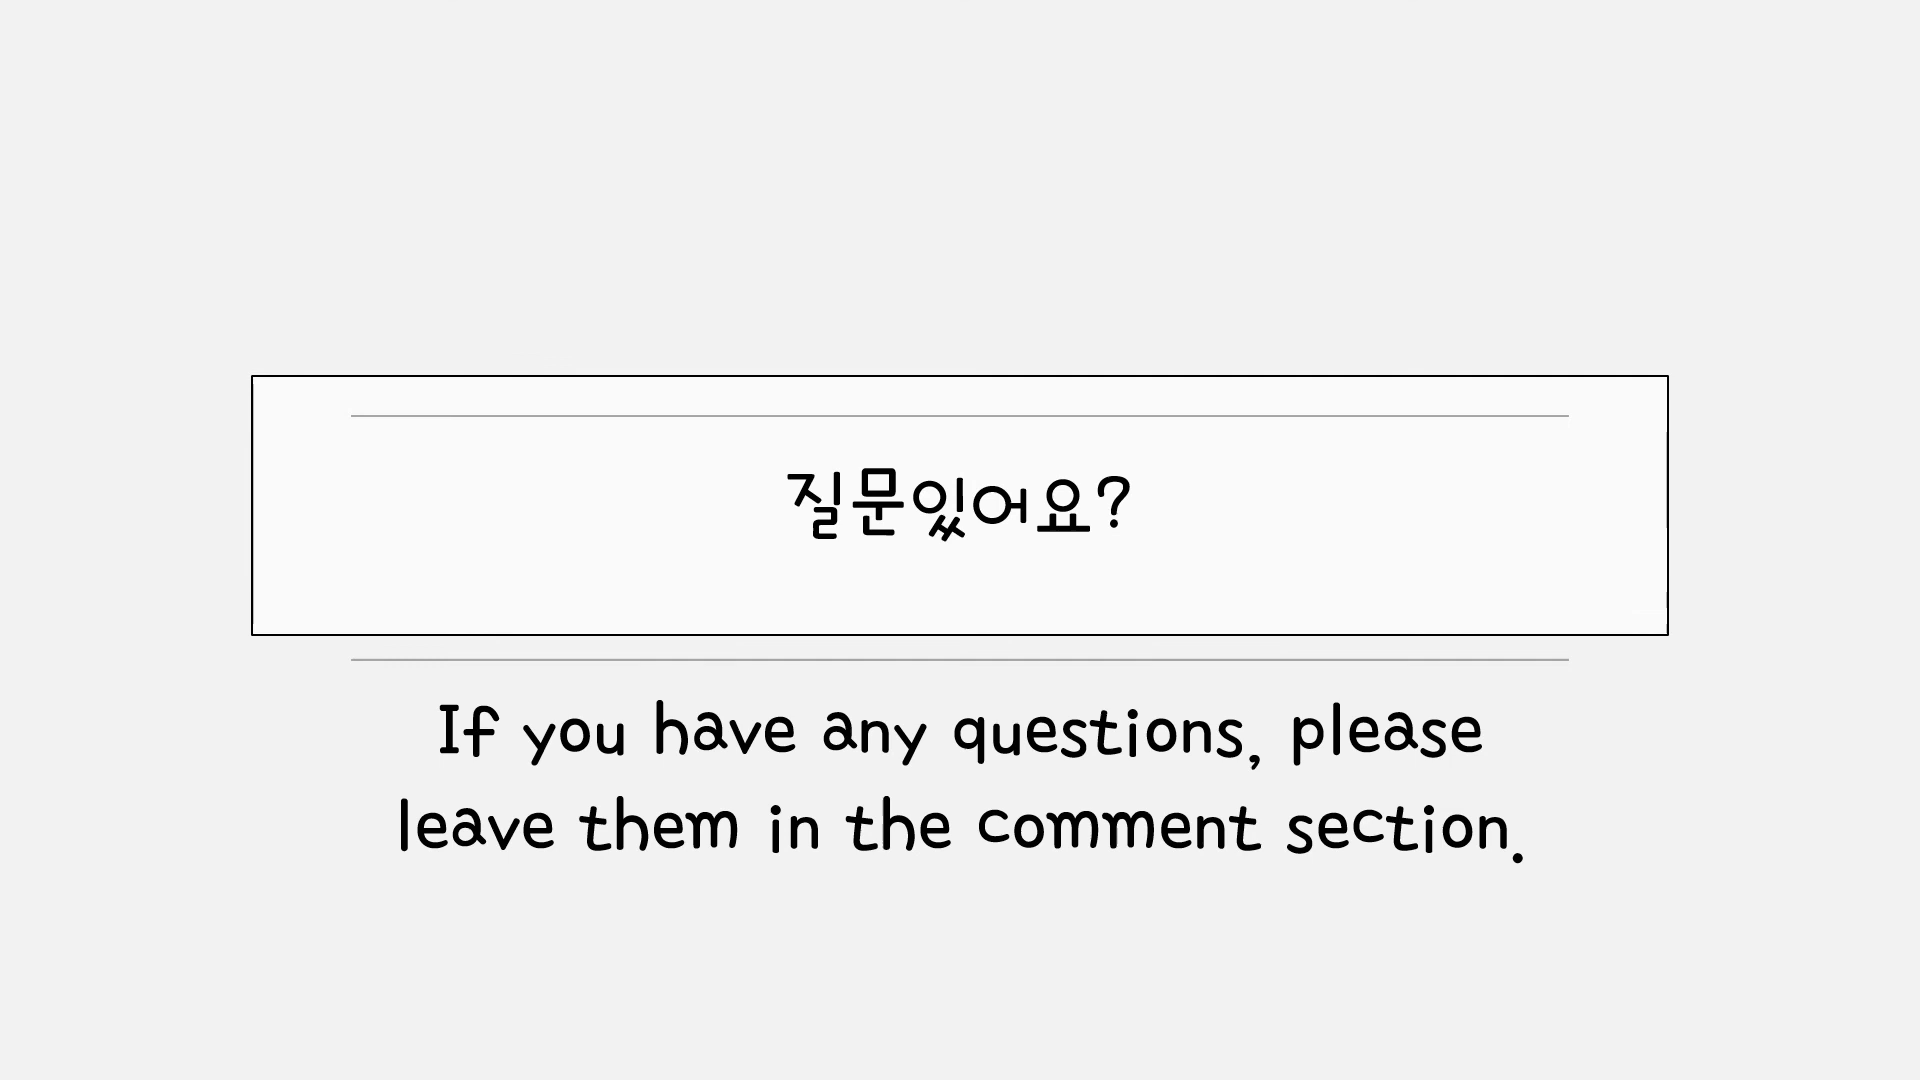 질문있어요?
If you have any questions, please
leave them in the comment section.